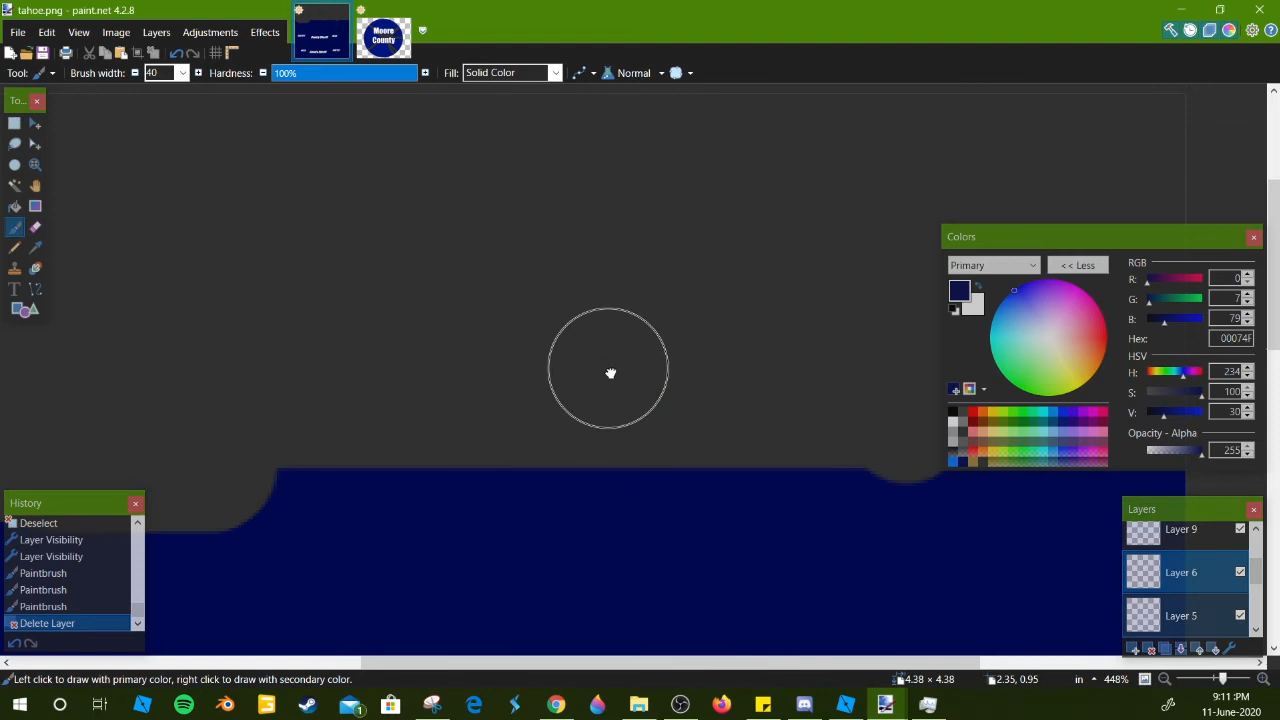 tahoe.png - paint.net 4.2.8
Moore
County
File Edit View Image Layers Adjustments Effects
Tool: Brush width: 40 Hardness: 100% Fill: Solid Color Normal
To...
Colors
Primary << Less RGB
R: 0
G: 7
B: 79
Hex: 00074F
HSV
H: 234
S: 100
V: 30
Opacity - Alpha
255
History
Deselect
Layer Visibility
Layer Visibility
Paintbrush
Paintbrush
Paintbrush
Delete Layer
Layers
Layer 9
Layer 6
Layer 5
Left click to draw with primary color, right click to draw with secondary color. 4.38 × 4.38 2.35, 0.95 in 448%
9:11 PM
11-June-2020